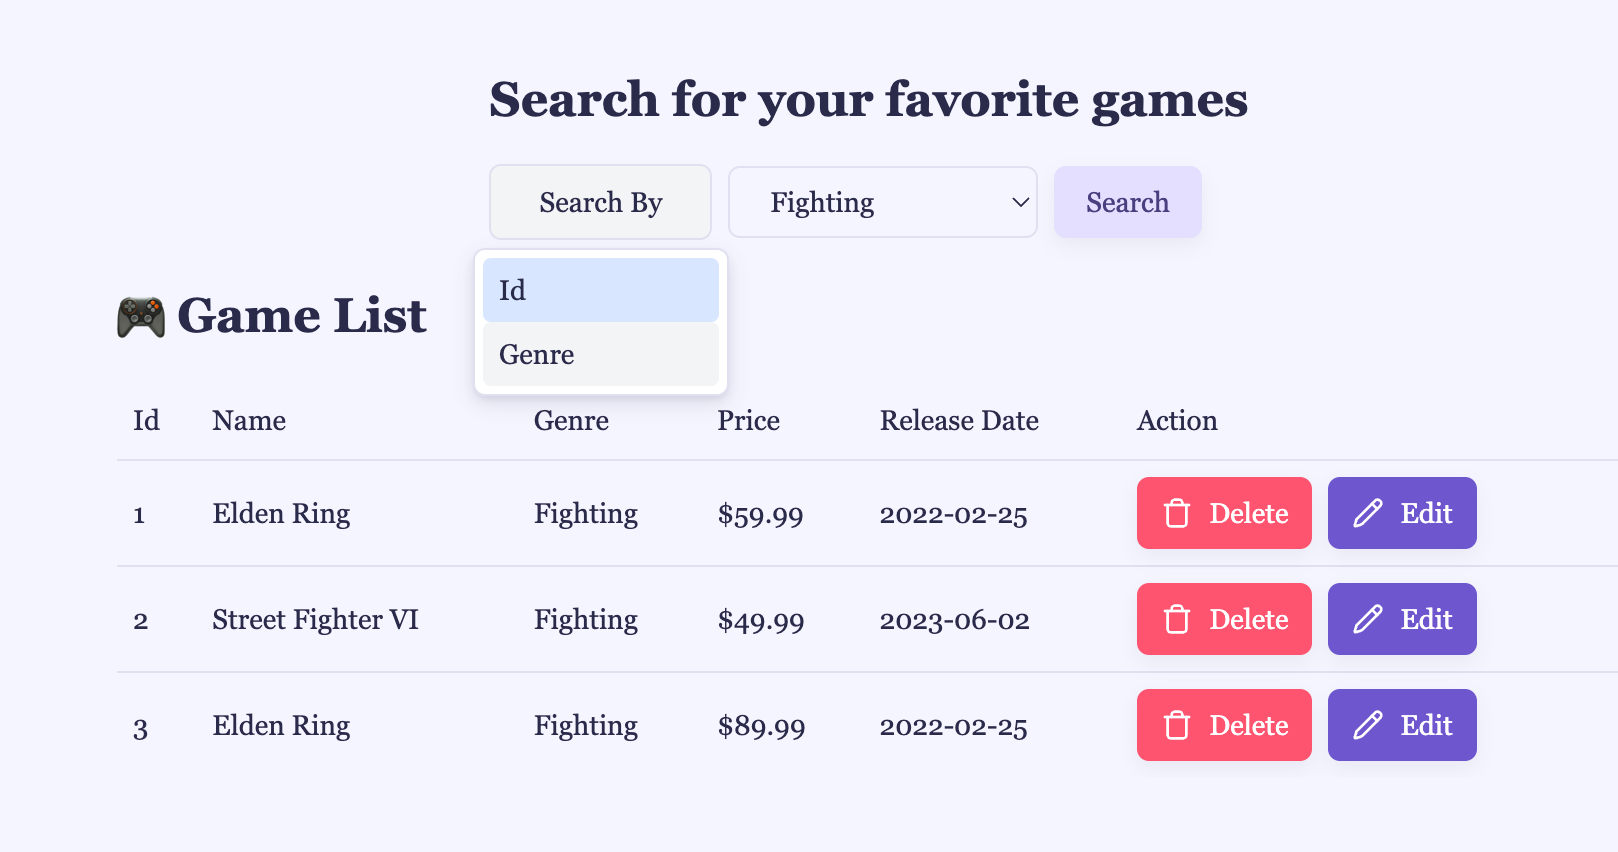 Search for your favorite games
Search By Fighting Search
Id
Genre
Game List
Id Name Genre Price Release Date Action
1 Elden Ring Fighting $59.99 2022-02-25 Delete Edit
2 Street Fighter VI Fighting $49.99 2023-06-02 Delete Edit
3 Elden Ring Fighting $89.99 2022-02-25 Delete Edit